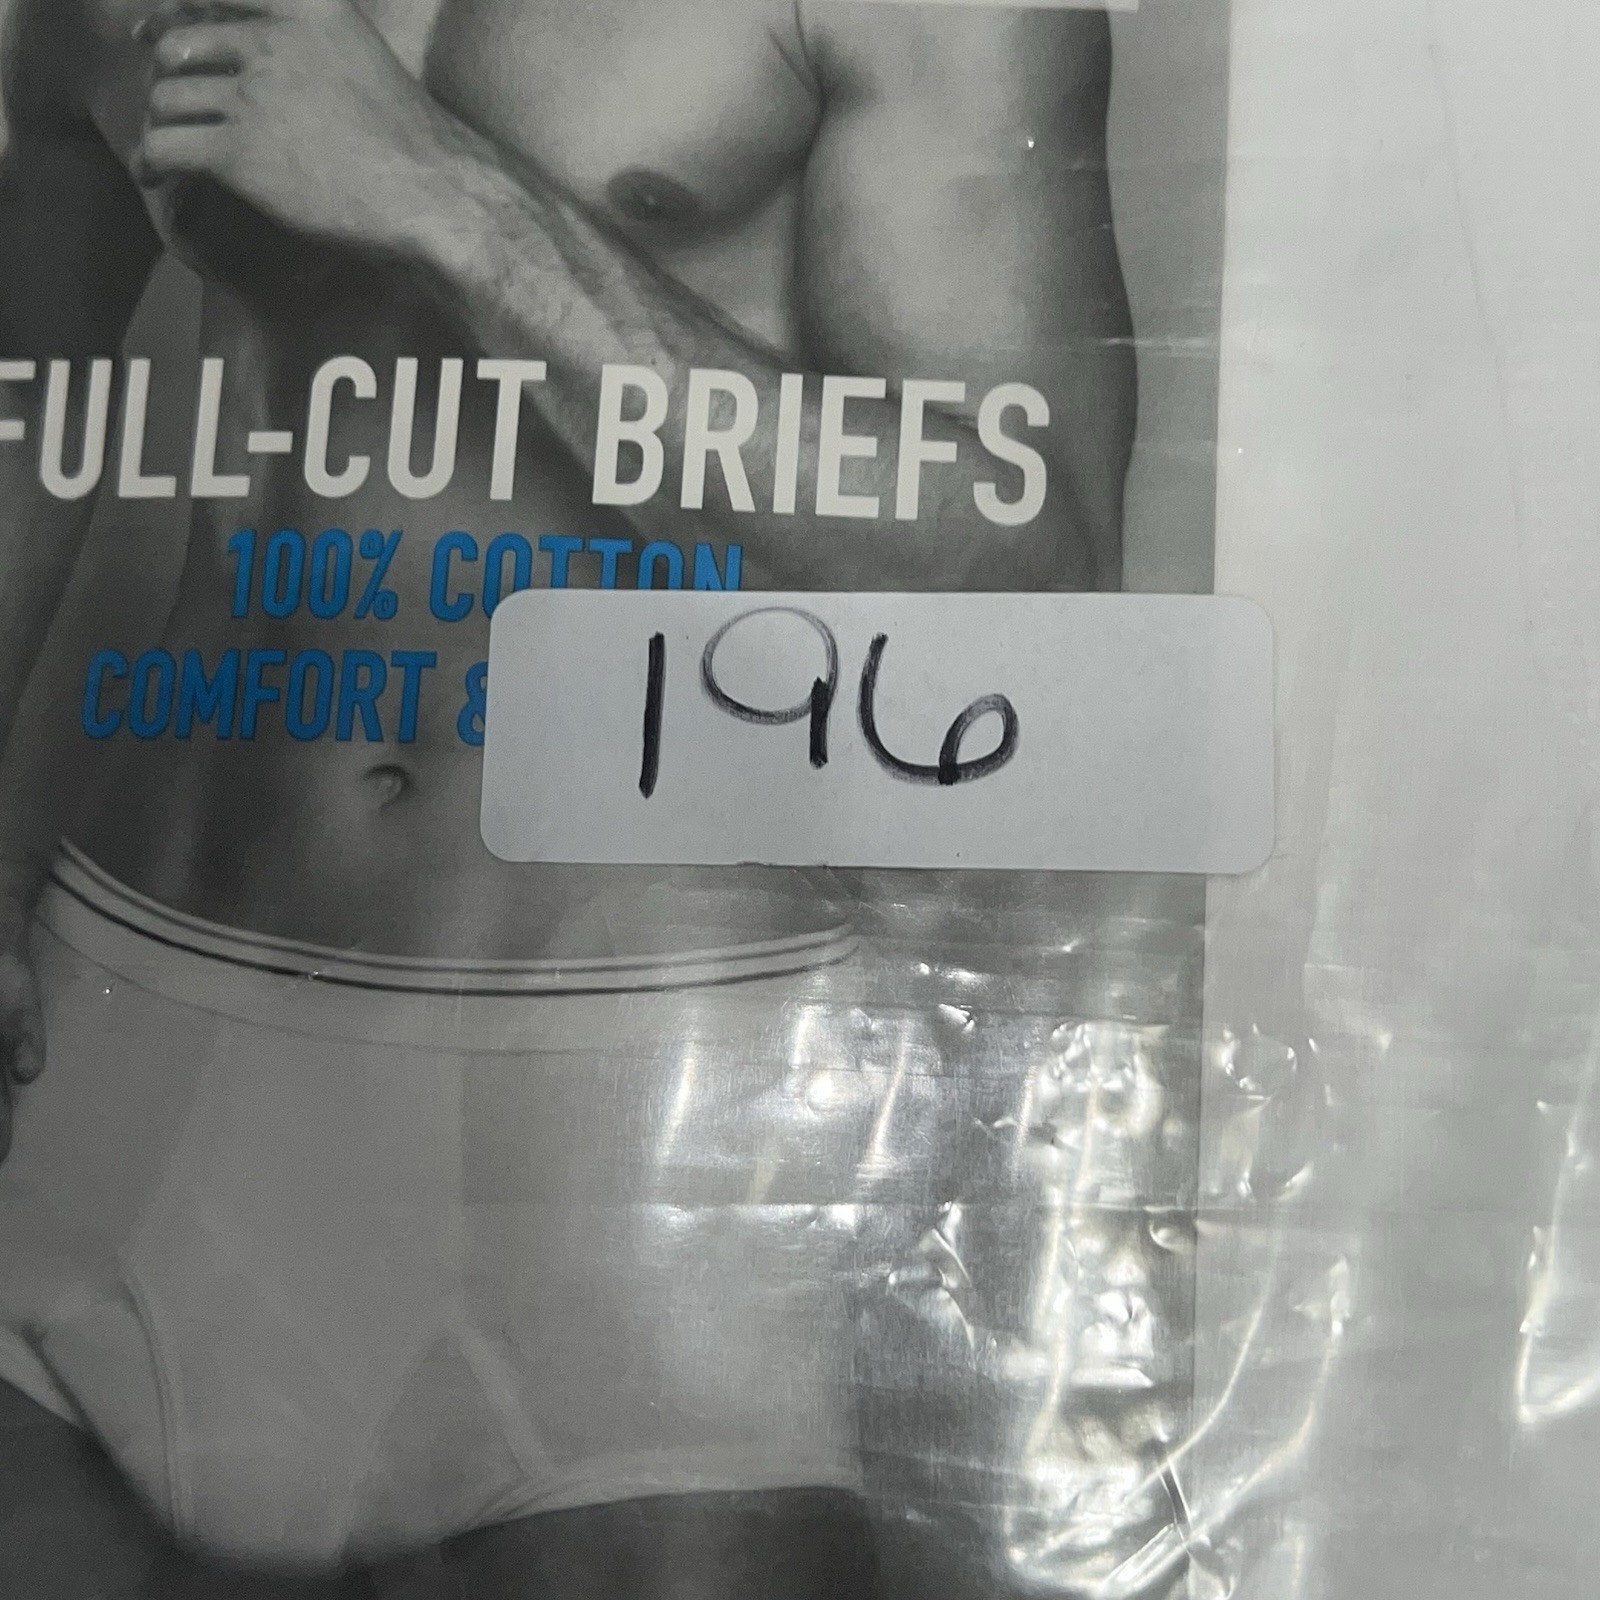 FULL-CUT BRIEFS
100% COTTON
COMFORT &
196